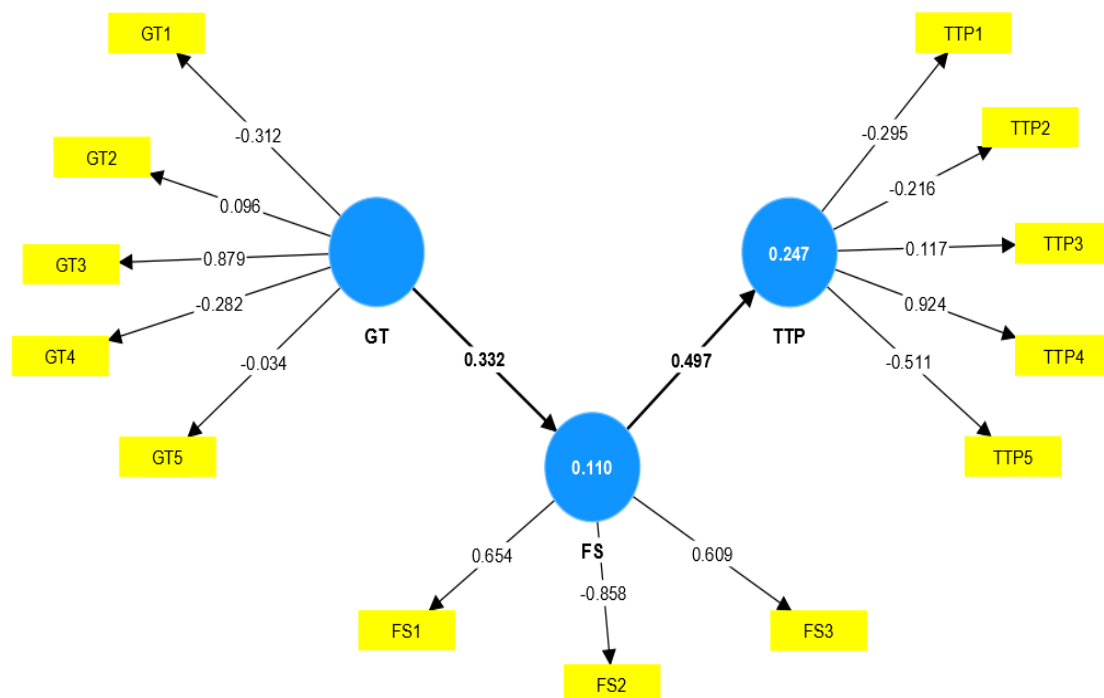 GT1
TTP1
-0.312
-0.295
GT2
TTP2
0.096
-0.216
GT3
0.879
0.247
0.117
TTP3
-0.282
GT
TTP
0.924
GT4
-0.034
0.332
0.497
-0.511
TTP4
GT5
TTP5
0.110
0.654
FS
0.609
-0.858
FS1
FS3
FS2